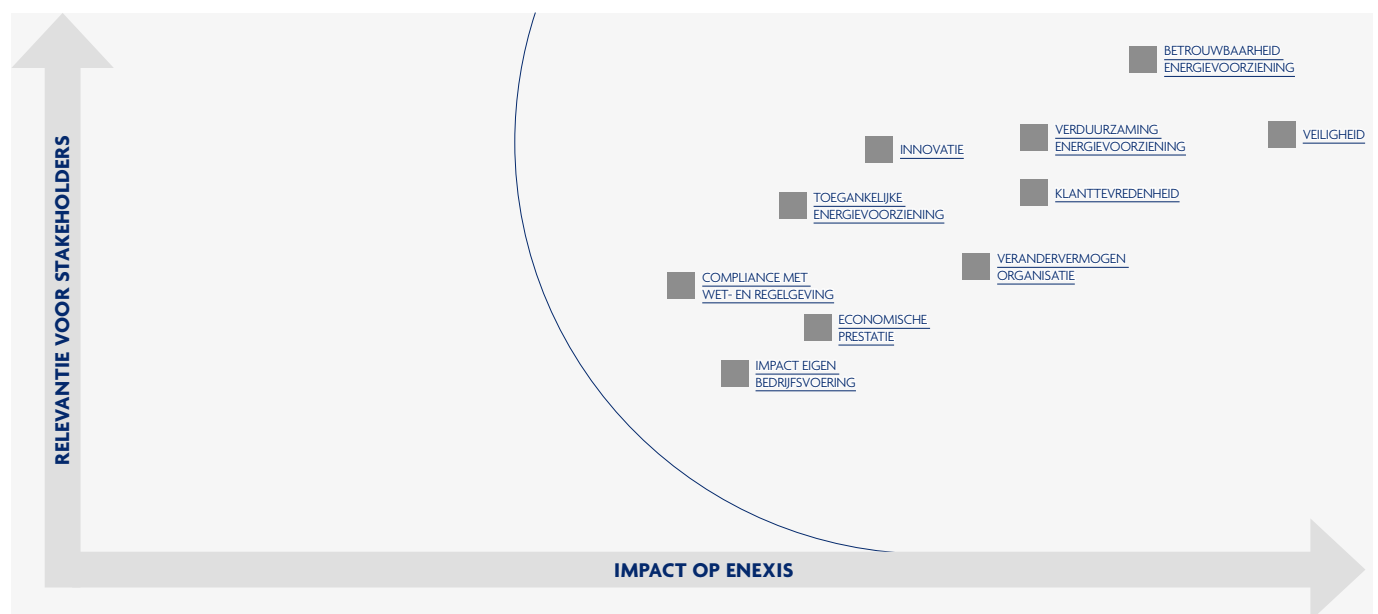 RELEVANTIE VOOR STAKEHOLDERS
BETROUWBAARHEID
ENERGIEVOORZIENING
VERDUURZAMING
ENERGIEVOORZIENING
VEILIGHEID
INNOVATIE
KLANTTEVREDENHEID
TOEGANKELIJKE
ENERGIEVOORZIENING
VERANDERVERMOGEN
ORGANISATIE
COMPLIANCE MET
WET- EN REGELGEVING
ECONOMISCHE
PRESTATIE
IMPACT EIGEN
BEDRIJFSVOERING
IMPACT OP ENEXIS